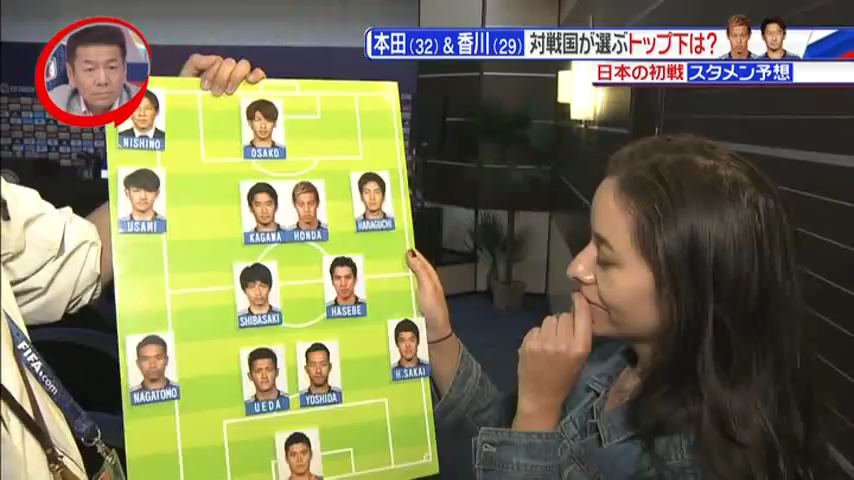 本田(32)&香川(29) 対戦国が選ぶトップ下は?
日本の初戦 スタメン予想
NISHINO
OSAKO
USAMI
KAGAWA HONDA
HARAGUCHI
SHIBASAKI
HASEBE
NAGATOMO
UEDA
YOSHIDA
H.SAKAI
FIFA.com